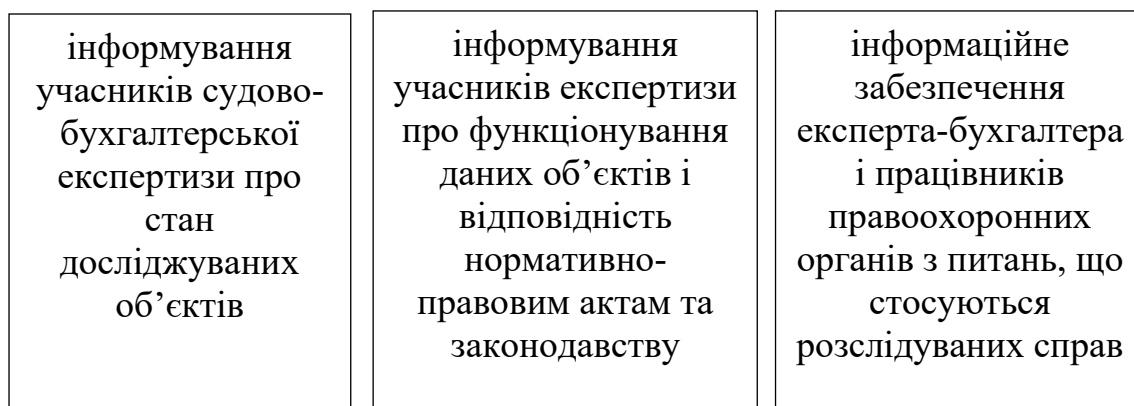 інформування
учасників судово-
бухгалтерської
експертизи про
стан
досліджуваних
об’єктів
інформування
учасників експертизи
про функціонування
даних об’єктів і
відповідність
нормативно-
правовим актам та
законодавству
інформаційне
забезпечення
експерта-бухгалтера
і працівників
правоохоронних
органів з питань, що
стосуються
розслідуваних справ